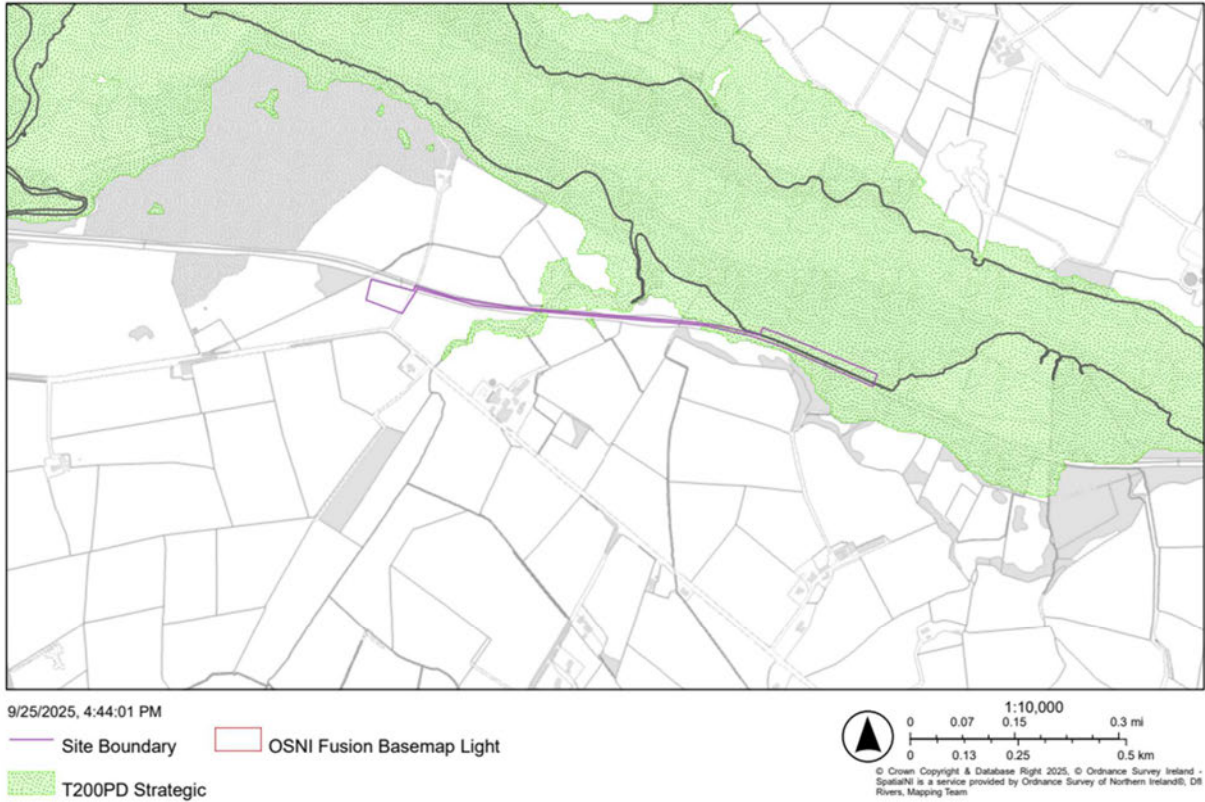 9/25/2025, 4:44:01 PM
Site Boundary
OSNI Fusion Basemap Light
T200PD Strategic
1:10,000
0 0.07 0.15 0.3 mi
0 0.13 0.25 0.5 km
© Crown Copyright & Database Right 2025, © Ordnance Survey Ireland -
SpatialNI is a service provided by Ordnance Survey of Northern Ireland®, DfI
Rivers, Mapping Team